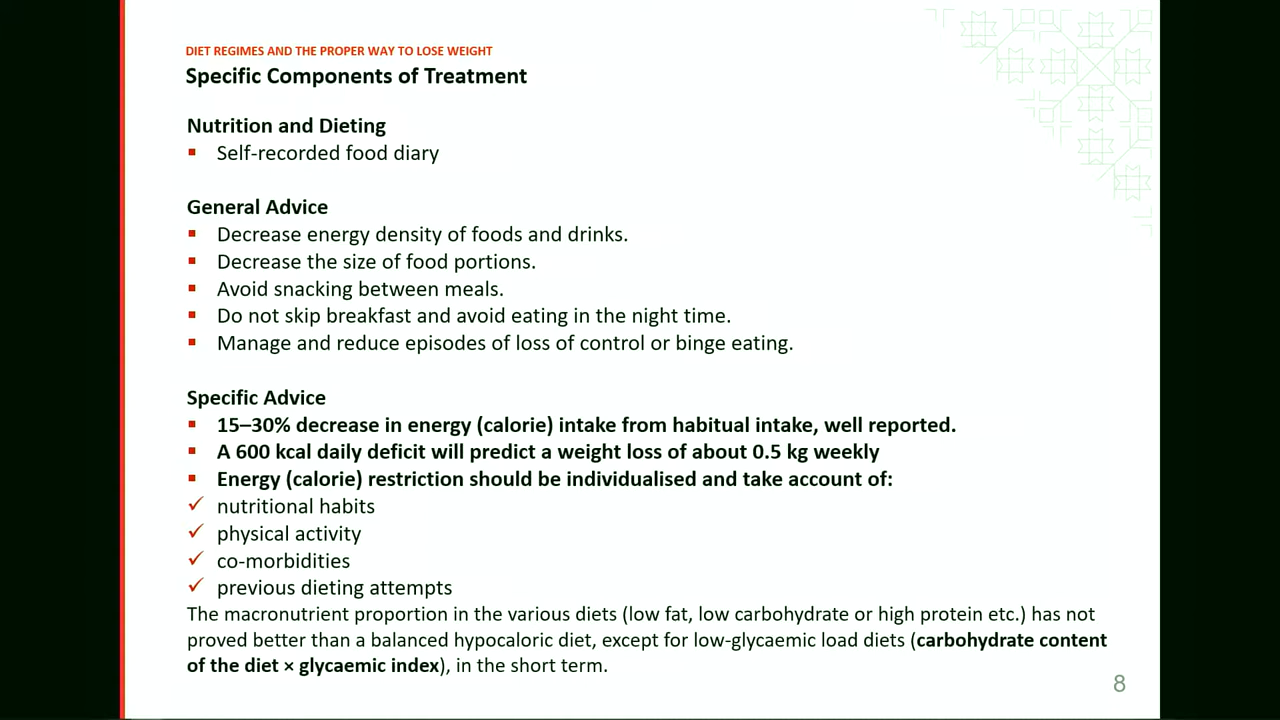 DIET REGIMES AND THE PROPER WAY TO LOSE WEIGHT
Specific Components of Treatment
Nutrition and Dieting
▪ Self-recorded food diary
General Advice
▪ Decrease energy density of foods and drinks.
▪ Decrease the size of food portions.
▪ Avoid snacking between meals.
▪ Do not skip breakfast and avoid eating in the night time.
▪ Manage and reduce episodes of loss of control or binge eating.
Specific Advice
▪ 15–30% decrease in energy (calorie) intake from habitual intake, well reported.
▪ A 600 kcal daily deficit will predict a weight loss of about 0.5 kg weekly
▪ Energy (calorie) restriction should be individualised and take account of:
✓ nutritional habits
✓ physical activity
✓ co-morbidities
✓ previous dieting attempts
The macronutrient proportion in the various diets (low fat, low carbohydrate or high protein etc.) has not
proved better than a balanced hypocaloric diet, except for low-glycaemic load diets (carbohydrate content
of the diet × glycaemic index), in the short term.
8